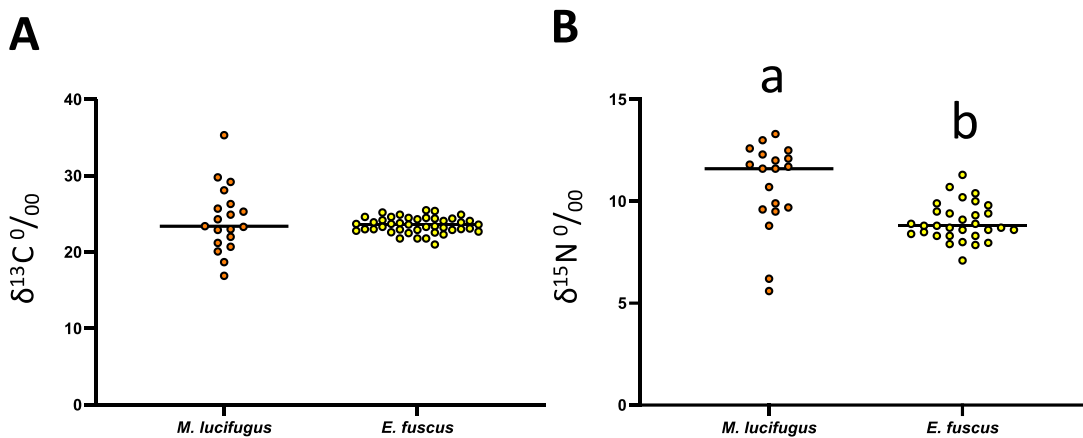 A
δ13C 0/00
40
30
20
10
0
M. lucifugus
E. fuscus
B
δ15N 0/00
15
10
5
0
a
b
M. lucifugus
E. fuscus